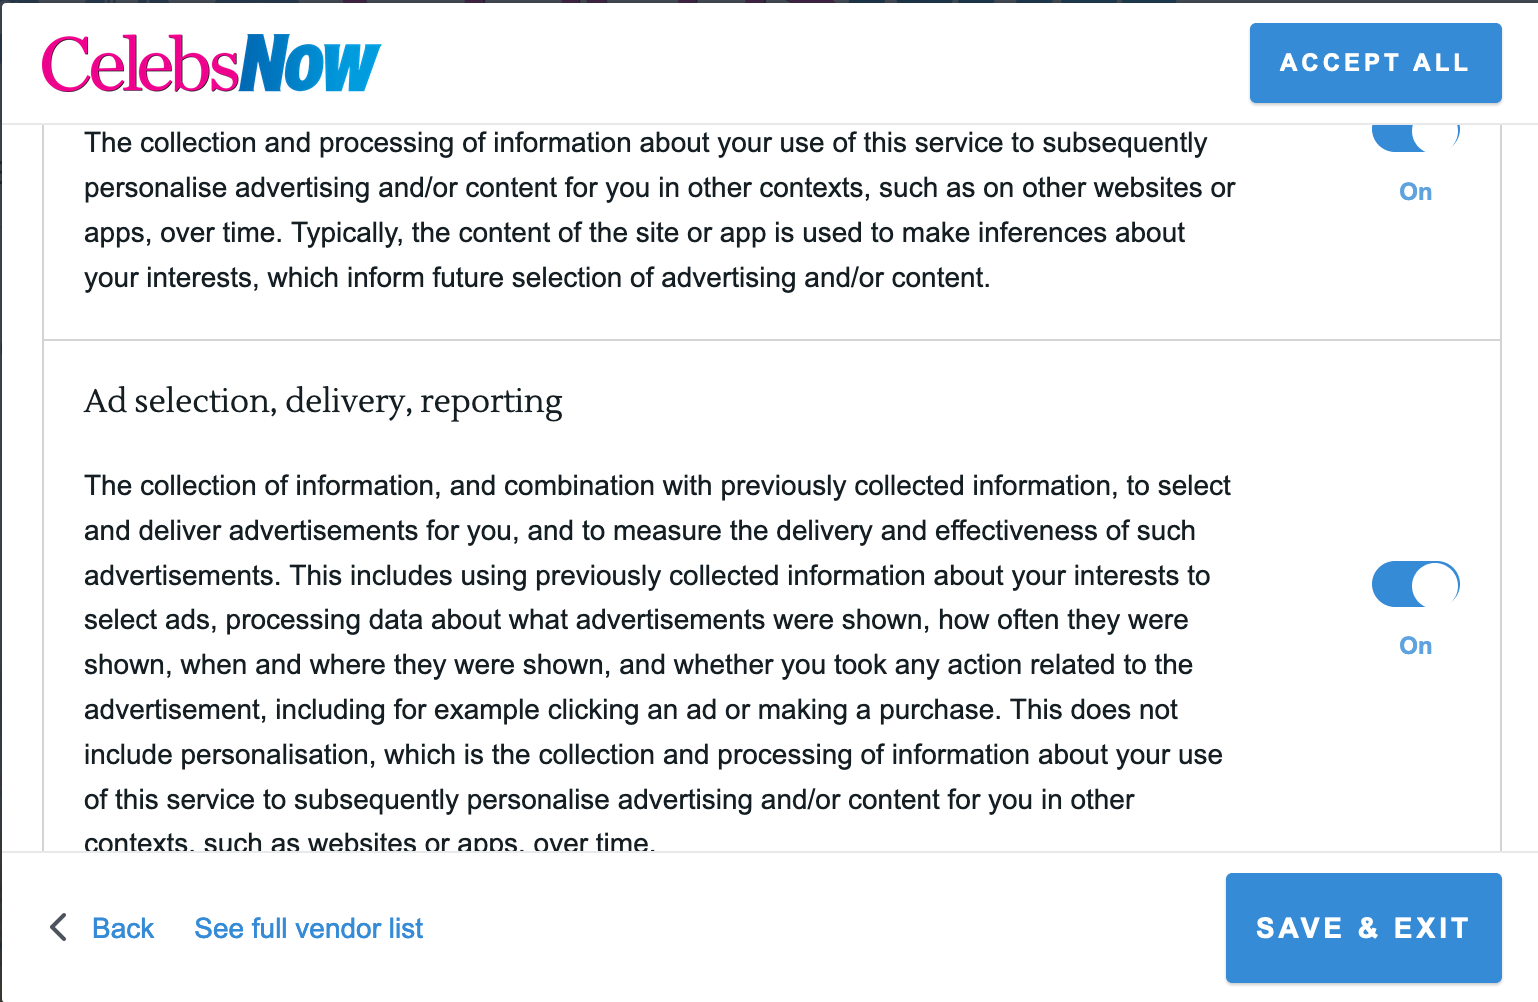 CelebsNow
ACCEPT ALL
The collection and processing of information about your use of this service to subsequently
personalise advertising and/or content for you in other contexts, such as on other websites or
apps, over time. Typically, the content of the site or app is used to make inferences about
your interests, which inform future selection of advertising and/or content.
On
Ad selection, delivery, reporting
The collection of information, and combination with previously collected information, to select
and deliver advertisements for you, and to measure the delivery and effectiveness of such
advertisements. This includes using previously collected information about your interests to
select ads, processing data about what advertisements were shown, how often they were
shown, when and where they were shown, and whether you took any action related to the
advertisement, including for example clicking an ad or making a purchase. This does not
include personalisation, which is the collection and processing of information about your use
of this service to subsequently personalise advertising and/or content for you in other
contexts, such as websites or apps, over time.
On
Back
See full vendor list
SAVE & EXIT